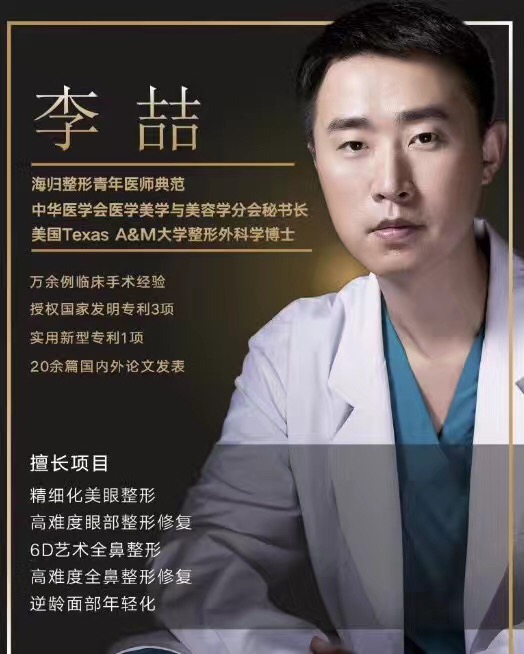 李喆
海归整形青年医师典范
中华医学会医学美学与美容学分会秘书长
美国Texas A&M大学整形外科学博士
万余例临床手术经验
授权国家发明专利3项
实用新型专利1项
20余篇国内外论文发表
擅长项目
精细化美眼整形
高难度眼部整形修复
6D艺术全鼻整形
高难度全鼻整形修复
逆龄面部年轻化